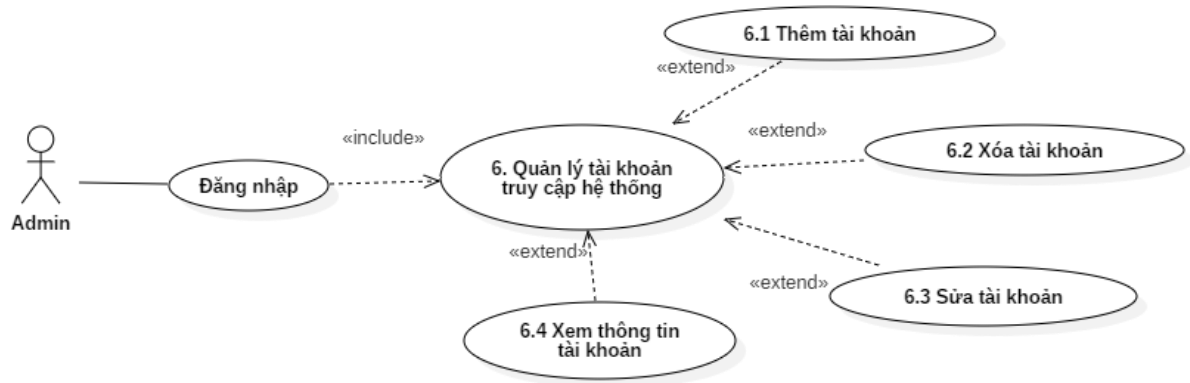 6.1 Thêm tài khoản
«extend»
«include»
«extend»
6. Quản lý tài khoản
truy cập hệ thống
6.2 Xóa tài khoản
Đăng nhập
Admin
«extend»
«extend»
6.3 Sửa tài khoản
6.4 Xem thông tin
tài khoản